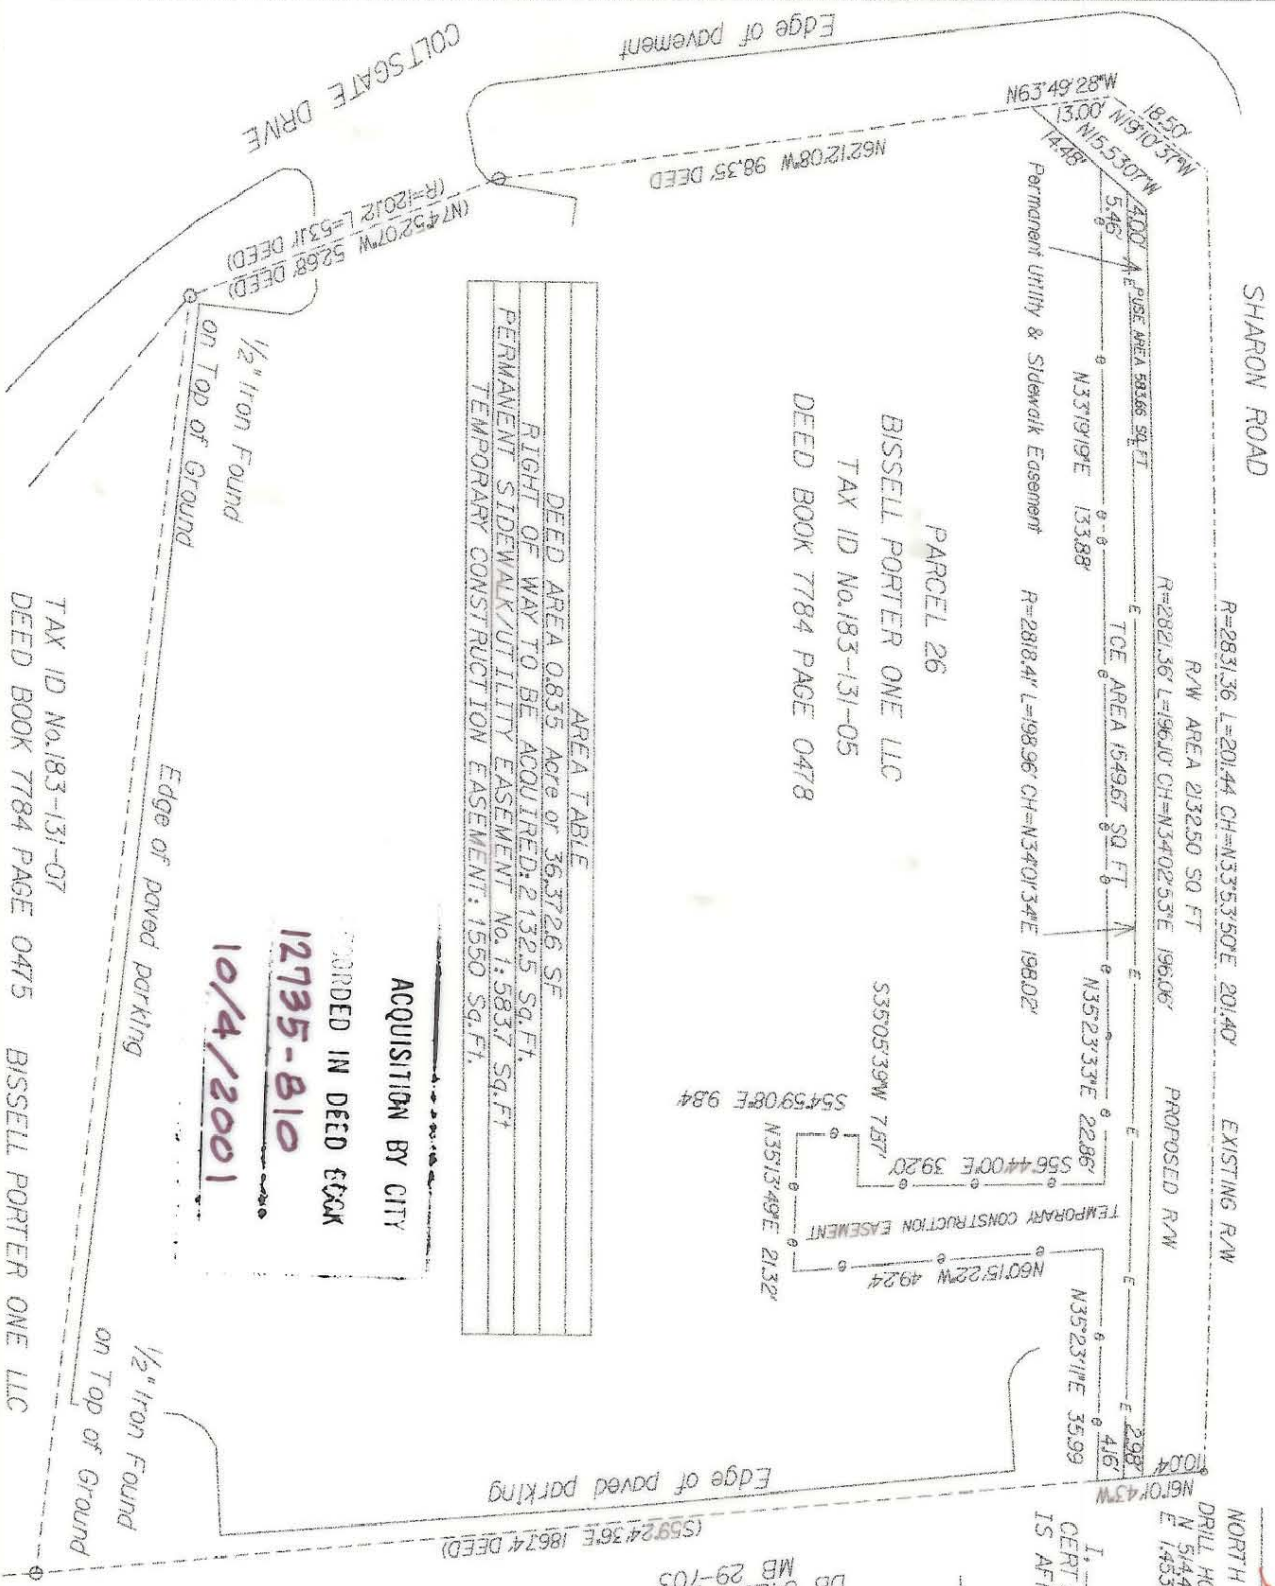 SHARON ROAD
R=2831.36' L=201.44' CH=N33°53'50"E 201.40'
EXISTING R/W
R/W AREA 2132.50 SQ FT
R=2821.36' L=196.10' CH=N34°02'53"E 196.06'
PROPOSED R/W
PUSE AREA 583.66 SQ.FT
TCE AREA 1549.67 SQ FT
N33°19'19"E 133.88'
N35°23'33"E 22.86'
N35°23'11"E 35.99
Permanent Utility & Sidewalk Easement
R=2818.41' L=198.96' CH=N34°01'34"E 198.02'
18.50'
N19°10'37"W
N63°49'28"W
13.00'
N15°53'07"W
14.48'
4.00'
5.46'
2.98'
4.16'
10.04'
N61°01'43"W
S56°44'00"E 39.20'
TEMPORARY CONSTRUCTION EASEMENT
N60°15'22"W 49.24'
S35°05'39"W 7.87'
S54°59'08"E 9.84'
N35°13'49"E 21.32'
PARCEL 26
BISSELL PORTER ONE LLC
TAX ID No.183-131-05
DEED BOOK 7784 PAGE 0478
AREA TABLE
DEED AREA 0.835 Acre or 36,372.6 SF
RIGHT OF WAY TO BE ACQUIRED: 2132.5 Sq.Ft.
PERMANENT SIDEWALK/UTILITY EASEMENT No. 1: 583.7 Sq.Ft
TEMPORARY CONSTRUCTION EASEMENT: 1550 Sq.Ft.
ACQUISITION BY CITY
ORDED IN DEED BOOK
12735-810
10/4/2001
Edge of pavement
N62°12'08"W 98.35' DEED
COLTSGATE DRIVE
(N74°52'07"W 52.68' DEED)
(R=120.12' L=53.11' DEED)
1/2" Iron Found
on Top of Ground
Edge of paved parking
1/2" Iron Found
on Top of Ground
Edge of paved parking
(S59°24'36"E 186.74' DEED)
TAX ID No.183-131-07
DEED BOOK 7784 PAGE 0475
BISSELL PORTER ONE LLC
MB 29-703
NORTH
I,
CERT
IS AF